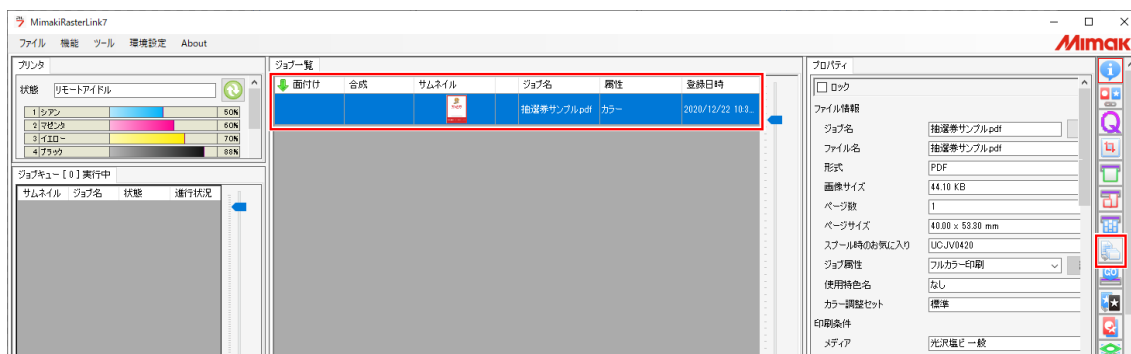 MimakiRasterLink7
ファイル 機能 ツール 環境設定 About
Mimak
プリンタ
状態 リモートアイドル
1 シアン 50%
2 マゼンタ 60%
3 イエロー 70%
4 ブラック 88%
ジョブキュー [ 0 ] 実行中
サムネイル ジョブ名 状態 進行状況
ジョブ一覧
面付け 合成 サムネイル ジョブ名 属性 登録日時
抽選券サンプル.pdf カラー 2020/12/22 10:3...
プロパティ
ロック
ファイル情報
ジョブ名 抽選券サンプル.pdf
ファイル名 抽選券サンプル.pdf
形式 PDF
画像サイズ 44.10 KB
ページ数 1
ページサイズ 40.00 x 53.30 mm
スプール時のお気に入り UCJV0420
ジョブ属性 フルカラー印刷
使用特色名 なし
カラー調整セット 標準
印刷条件
メディア 光沢塩ビ 一般